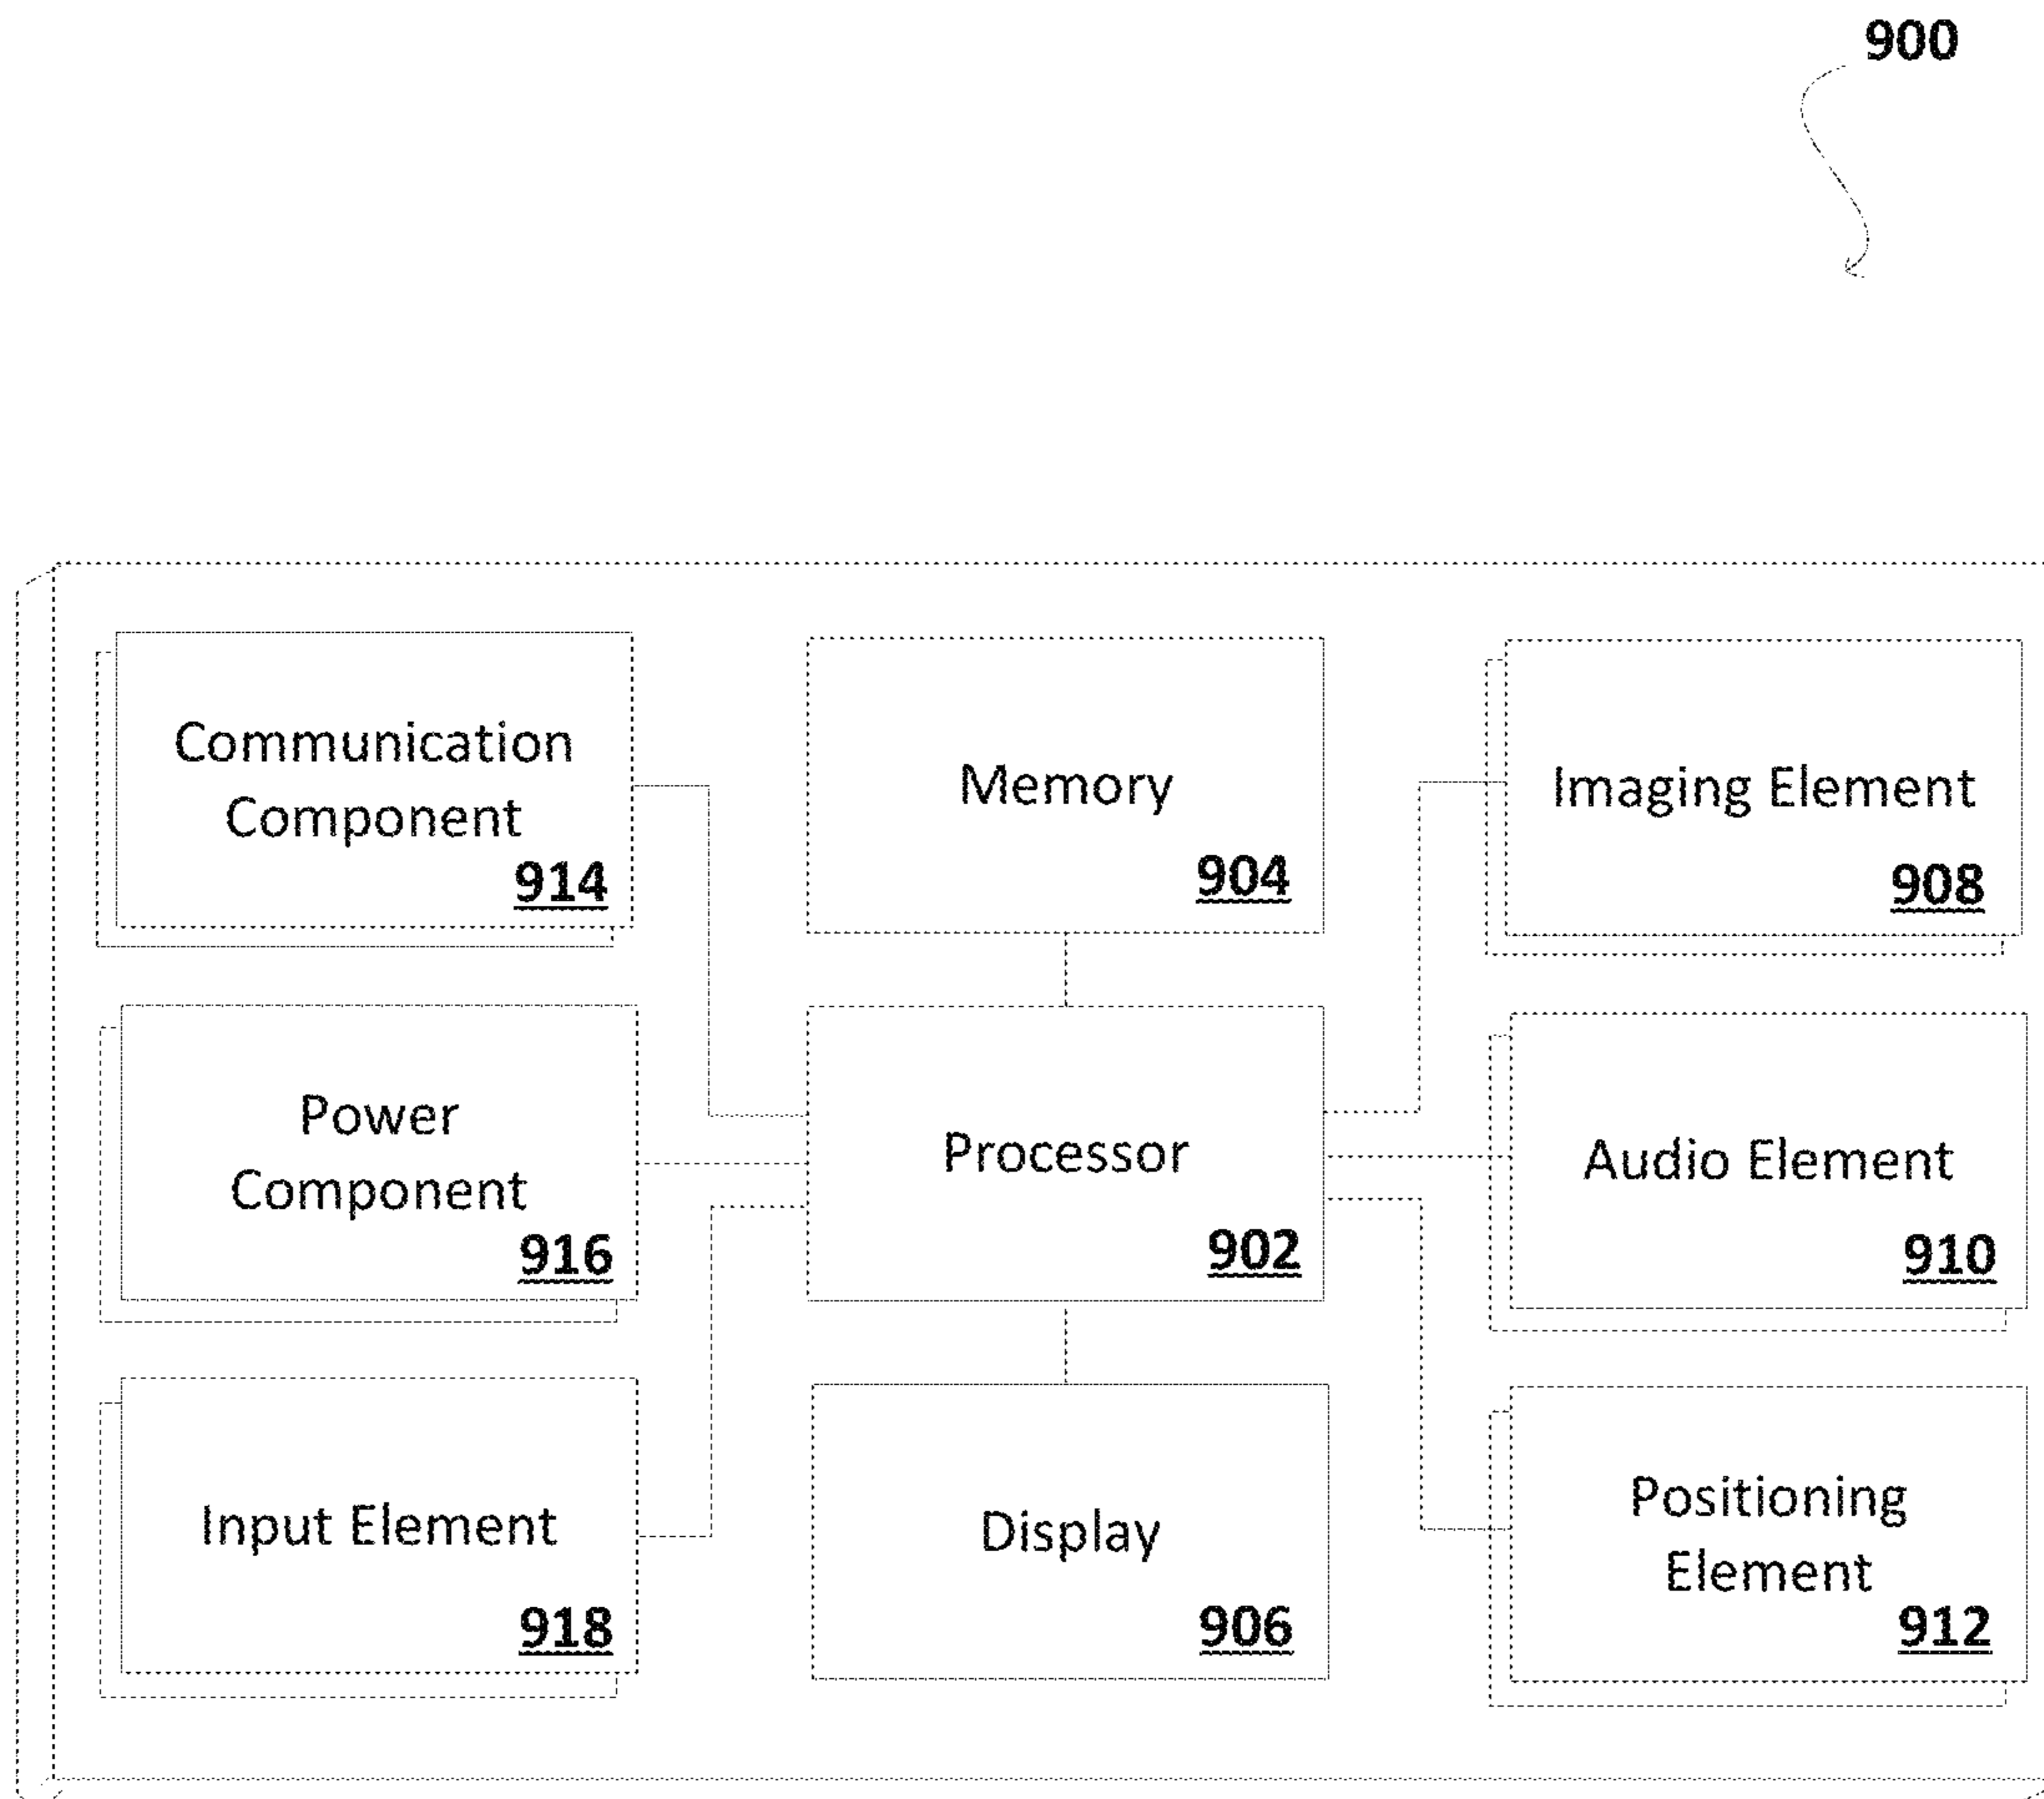 900
Communication
Component
914
Memory
904
Imaging Element
908
Power
Component
916
Processor
902
Audio Element
910
Input Element
918
Display
906
Positioning
Element
912